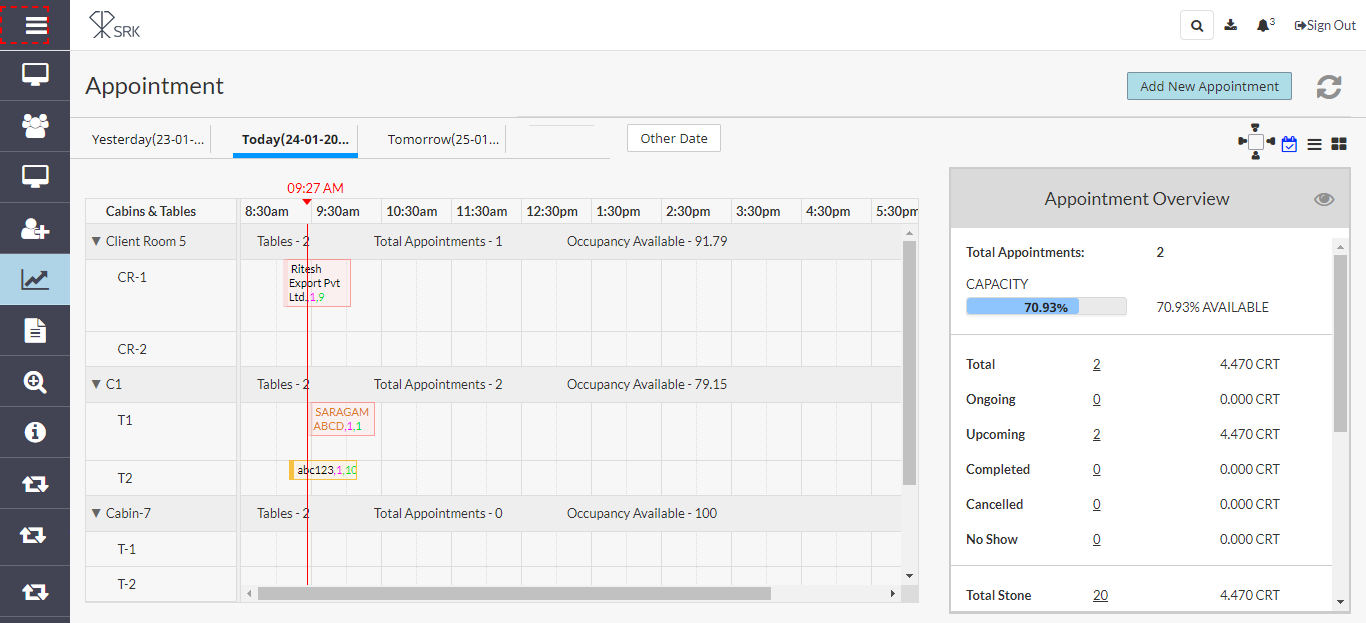 SRK
3
Sign Out
Appointment
Add New Appointment
Yesterday(23-01-...
Today(24-01-20...
Tomorrow(25-01...
Other Date
09:27 AM
Cabins & Tables
8:30am 9:30am 10:30am 11:30am 12:30pm 1:30pm 2:30pm 3:30pm 4:30pm 5:30pm
Client Room 5 Tables - 2 Total Appointments - 1 Occupancy Available - 91.79
CR-1
Ritesh
Export Pvt
Ltd.,1,9
CR-2
C1 Tables - 2 Total Appointments - 2 Occupancy Available - 79.15
T1
SARAGAM
ABCD,1,1
T2
abc123,1,10
Cabin-7 Tables - 2 Total Appointments - 0 Occupancy Available - 100
T-1
T-2
Appointment Overview
Total Appointments: 2
CAPACITY
70.93% 70.93% AVAILABLE
Total 2 4.470 CRT
Ongoing 0 0.000 CRT
Upcoming 2 4.470 CRT
Completed 0 0.000 CRT
Cancelled 0 0.000 CRT
No Show 0 0.000 CRT
Total Stone 20 4.470 CRT